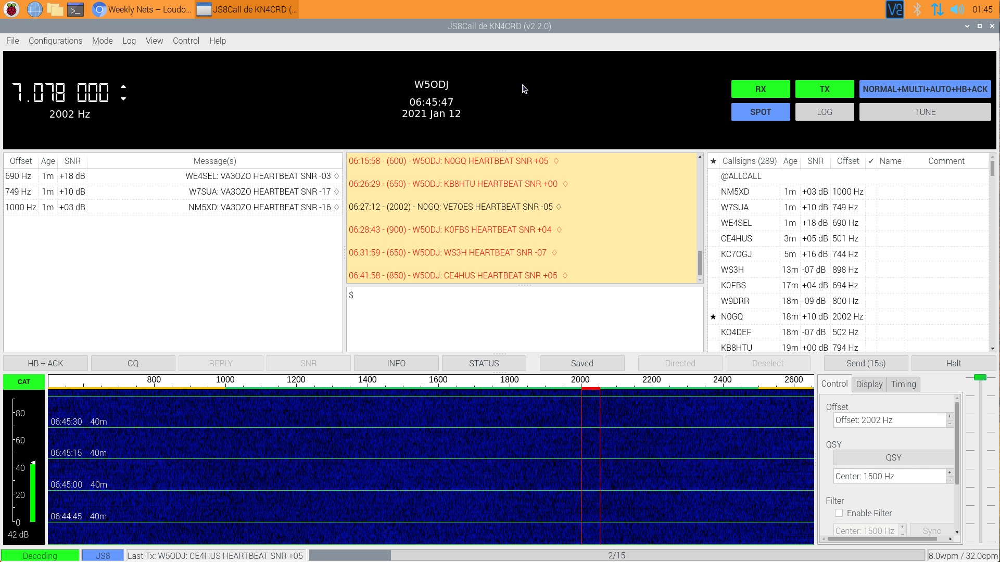 Weekly Nets – Loudo...
JS8Call de KN4CRD (...
01:45
JS8Call de KN4CRD (v2.2.0)
File Configurations Mode Log View Control Help
7.078 000
2002 Hz
W5ODJ
06:45:47
2021 Jan 12
RX TX NORMAL+MULTI+AUTO+HB+ACK
SPOT LOG TUNE
Offset Age SNR Message(s)
690 Hz 1m +18 dB WE4SEL: VA3OZO HEARTBEAT SNR -03 ♢
749 Hz 1m +10 dB W7SUA: VA3OZO HEARTBEAT SNR -17 ♢
1000 Hz 1m +03 dB NM5XD: VA3OZO HEARTBEAT SNR -16 ♢
06:15:58 - (600) - W5ODJ: N0GQ HEARTBEAT SNR +05 ♢
06:26:29 - (650) - W5ODJ: KB8HTU HEARTBEAT SNR +00 ♢
06:27:12 - (2002) - N0GQ: VE7OES HEARTBEAT SNR -05 ♢
06:28:43 - (900) - W5ODJ: K0FBS HEARTBEAT SNR +04 ♢
06:31:59 - (650) - W5ODJ: WS3H HEARTBEAT SNR -07 ♢
06:41:58 - (850) - W5ODJ: CE4HUS HEARTBEAT SNR +05 ♢
$
★ Callsigns (289) Age SNR Offset ✓ Name Comment
@ALLCALL
NM5XD 1m +03 dB 1000 Hz
W7SUA 1m +10 dB 749 Hz
WE4SEL 1m +18 dB 690 Hz
CE4HUS 3m +05 dB 501 Hz
KC7OGJ 5m +16 dB 744 Hz
WS3H 13m -07 dB 898 Hz
K0FBS 17m +04 dB 694 Hz
W9DRR 18m -09 dB 800 Hz
★ N0GQ 18m +10 dB 2002 Hz
KO4DEF 18m -07 dB 502 Hz
KB8HTU 19m +00 dB 794 Hz
HB + ACK CQ REPLY SNR INFO STATUS Saved Directed Deselect Send (15s) Halt
CAT
80
60
40
20
0
42 dB
800 1000 1200 1400 1600 1800 2000 2200 2400 2600
06:45:30 40m
06:45:15 40m
06:45:00 40m
06:44:45 40m
Control Display Timing
Offset
Offset: 2002 Hz
QSY
QSY
Center: 1500 Hz
Filter
Enable Filter
Center: 1500 Hz Sync
Decoding JS8 Last Tx: W5ODJ: CE4HUS HEARTBEAT SNR +05 2/15 8.0wpm / 32.0cpm